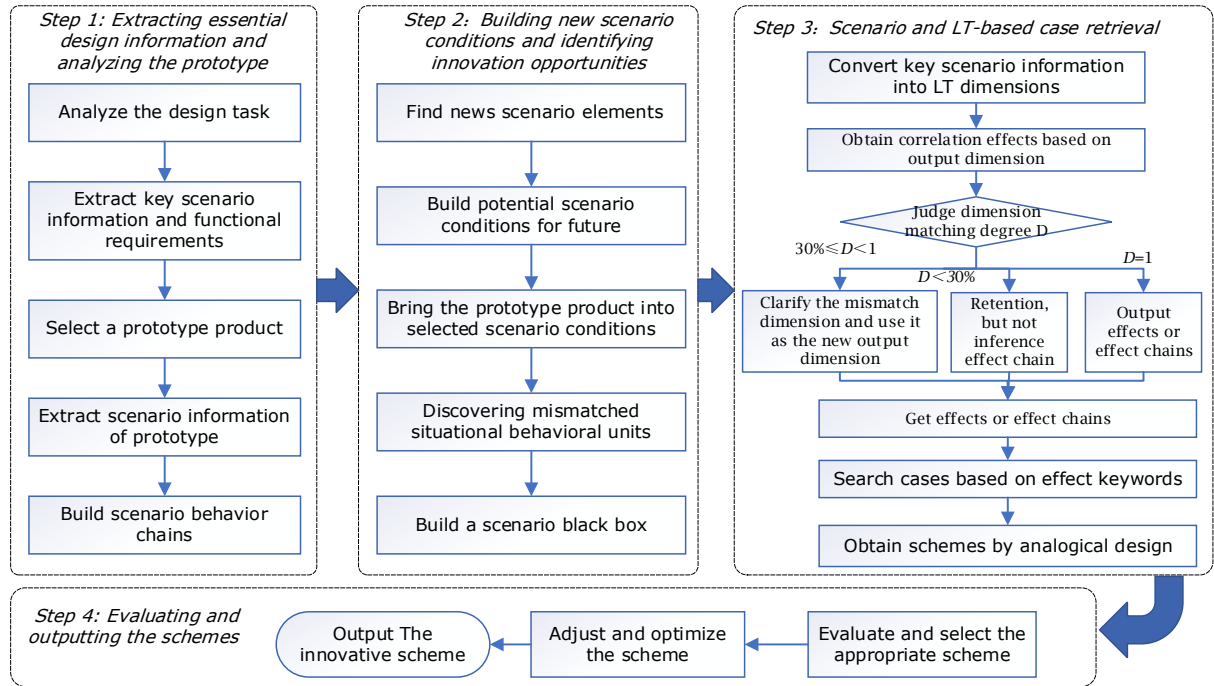 Step 1: Extracting essential
design information and
analyzing the prototype
Analyze the design task
Extract key scenario
information and functional
requirements
Select a prototype product
Extract scenario information
of prototype
Build scenario behavior
chains
Step 2: Building new scenario
conditions and identifying
innovation opportunities
Find news scenario elements
Build potential scenario
conditions for future
Bring the prototype product into
selected scenario conditions
Discovering mismatched
situational behavioral units
Build a scenario black box
Step 3: Scenario and LT-based case retrieval
Convert key scenario information
into LT dimensions
Obtain correlation effects based on
output dimension
Judge dimension
matching degree D
30%≤D<1
D<30%
D=1
Clarify the mismatch
dimension and use it
as the new output
dimension
Retention,
but not
inference
effect chain
Output
effects or
effect chains
Get effects or effect chains
Search cases based on effect keywords
Obtain schemes by analogical design
Step 4: Evaluating and
outputting the schemes
Output The
innovative scheme
Adjust and optimize
the scheme
Evaluate and select the
appropriate scheme